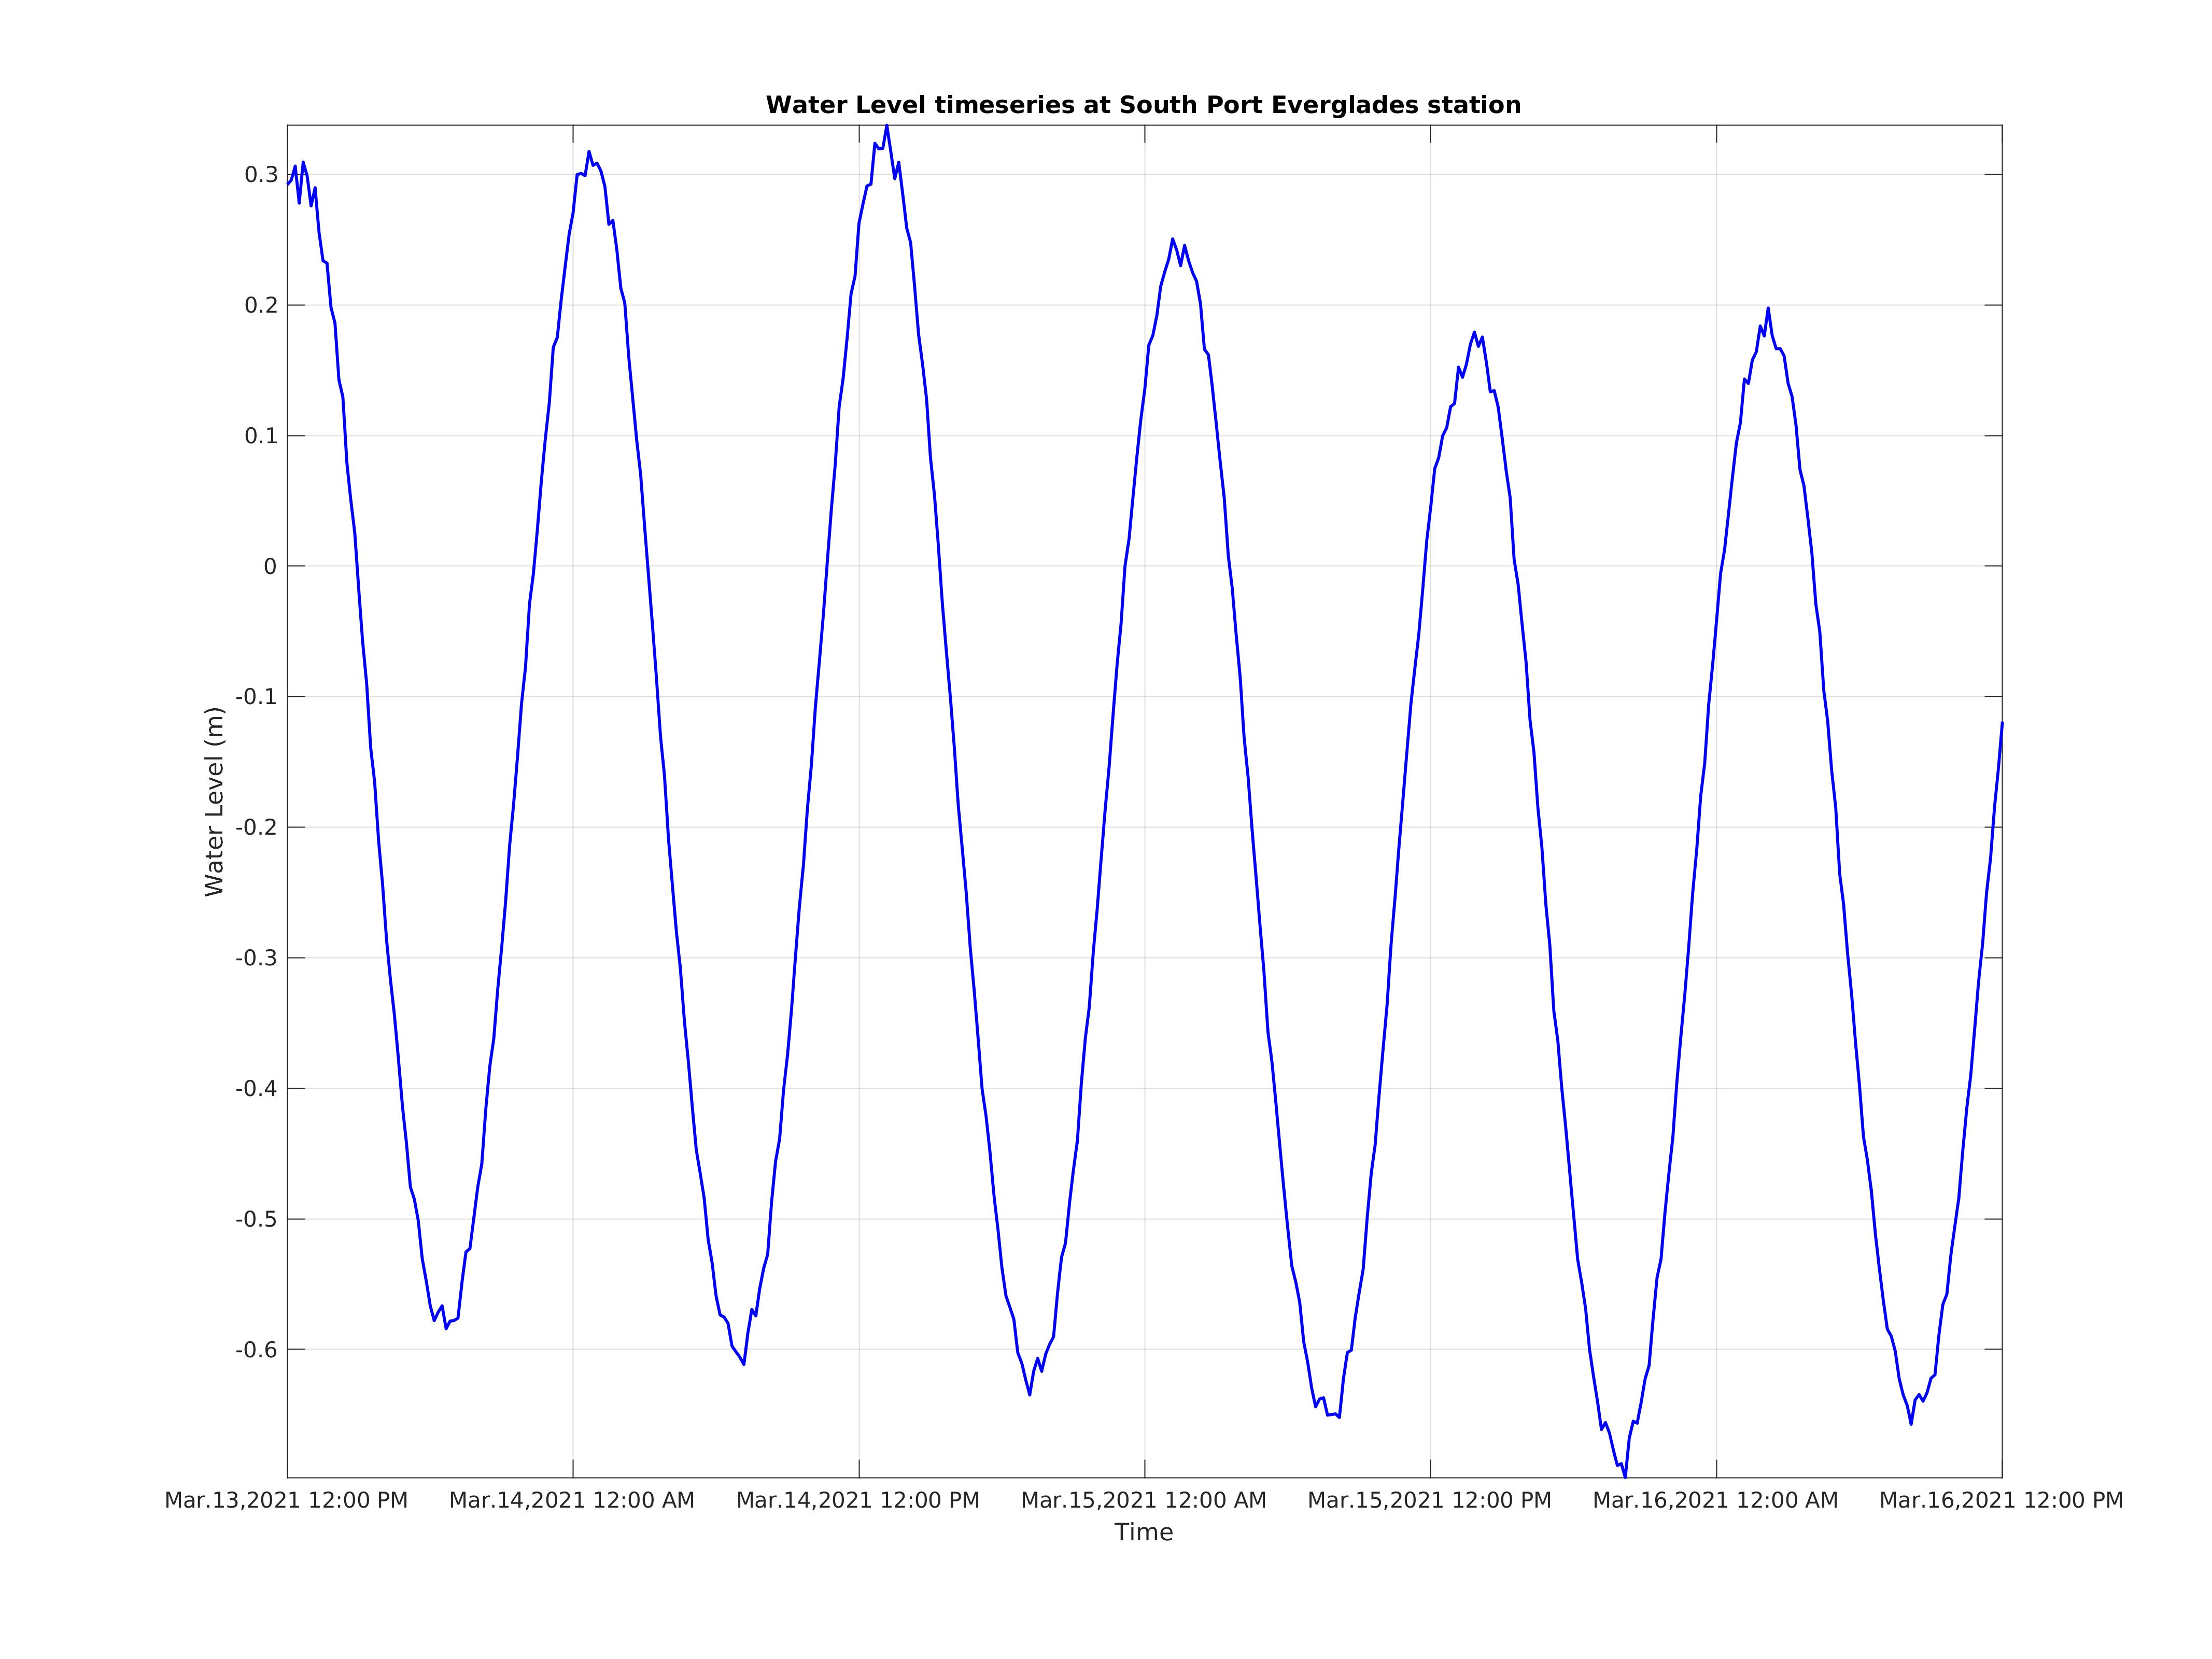 Water Level timeseries at South Port Everglades station
0.3
0.2
0.1
0
-0.1
-0.2
-0.3
-0.4
-0.5
-0.6
Water Level (m)
Mar.13,2021 12:00 PM Mar.14,2021 12:00 AM Mar.14,2021 12:00 PM Mar.15,2021 12:00 AM Mar.15,2021 12:00 PM Mar.16,2021 12:00 AM Mar.16,2021 12:00 PM
Time